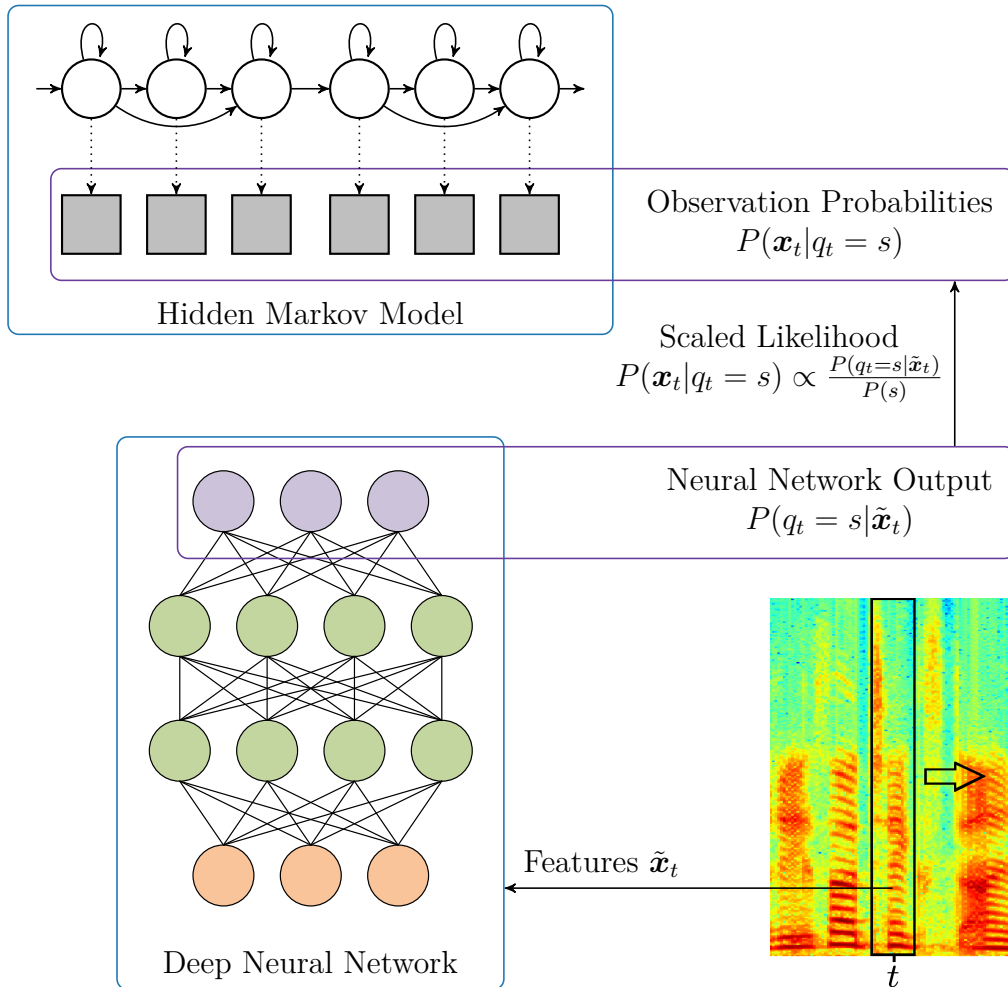 Observation Probabilities
P(𝒙ₜ|qₜ = s)
Hidden Markov Model
Scaled Likelihood
P(𝒙ₜ|qₜ = s) ∝ P(qₜ=s|𝒙̃ₜ)/P(s)
Neural Network Output
P(qₜ = s|𝒙̃ₜ)
Features 𝒙̃ₜ
Deep Neural Network
t